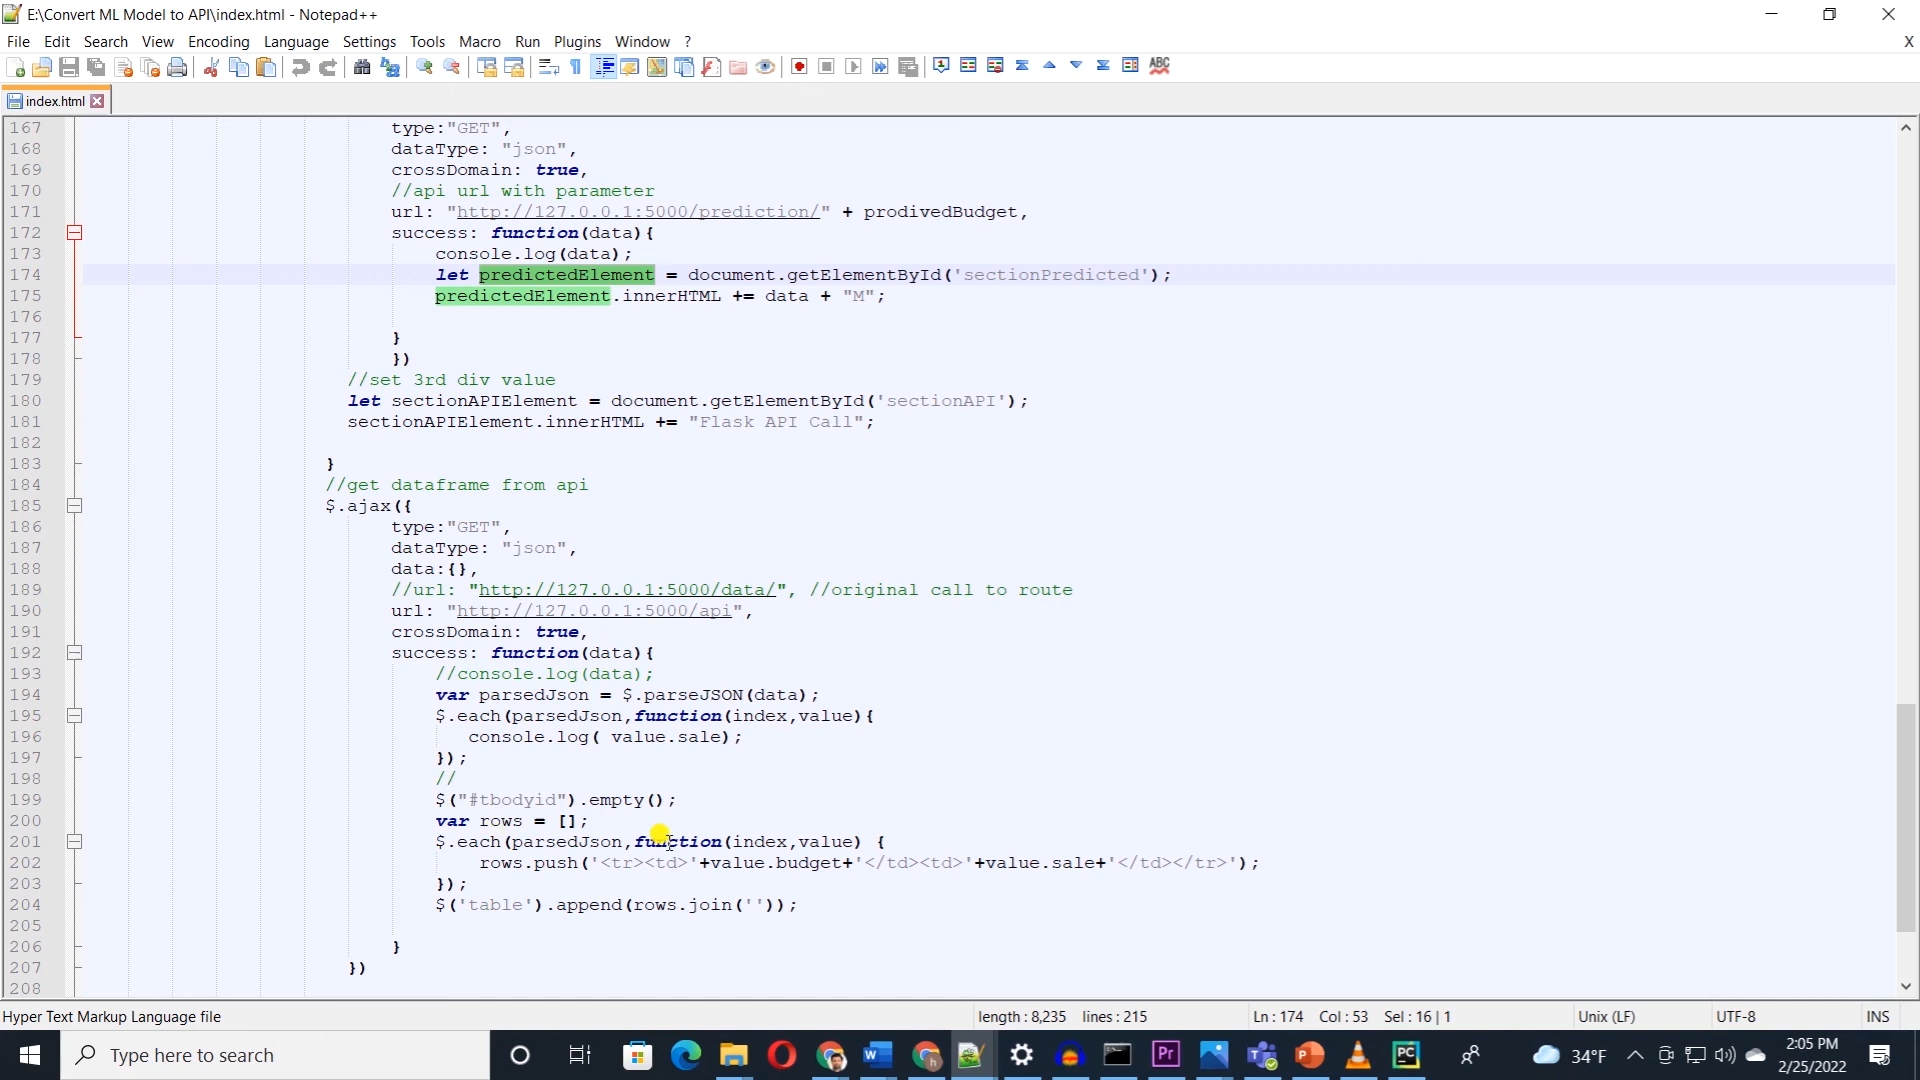 E:\Convert ML Model to API\index.html - Notepad++
File Edit Search View Encoding Language Settings Tools Macro Run Plugins Window ? X
ABC
index.html
167 type:"GET",
168 dataType: "json",
169 crossDomain: true,
170 //api url with parameter
171 url: "http://127.0.0.1:5000/prediction/" + prodivedBudget,
172 success: function(data){
173 console.log(data);
174 let predictedElement = document.getElementById('sectionPredicted');
175 predictedElement.innerHTML += data + "M";
176
177 }
178 })
179 //set 3rd div value
180 let sectionAPIElement = document.getElementById('sectionAPI');
181 sectionAPIElement.innerHTML += "Flask API Call";
182
183 }
184 //get dataframe from api
185 $.ajax({
186 type:"GET",
187 dataType: "json",
188 data:{},
189 //url: "http://127.0.0.1:5000/data/", //original call to route
190 url: "http://127.0.0.1:5000/api",
191 crossDomain: true,
192 success: function(data){
193 //console.log(data);
194 var parsedJson = $.parseJSON(data);
195 $.each(parsedJson,function(index,value){
196 console.log( value.sale);
197 });
198 //
199 $("#tbodyid").empty();
200 var rows = [];
201 $.each(parsedJson,function(index,value) {
202 rows.push('<tr><td>'+value.budget+'</td><td>'+value.sale+'</td></tr>');
203 });
204 $('table').append(rows.join(''));
205
206 }
207 })
208
Hyper Text Markup Language file length : 8,235 lines : 215 Ln : 174 Col : 53 Sel : 16 | 1 Unix (LF) UTF-8 INS
Type here to search 34°F 2:05 PM
2/25/2022